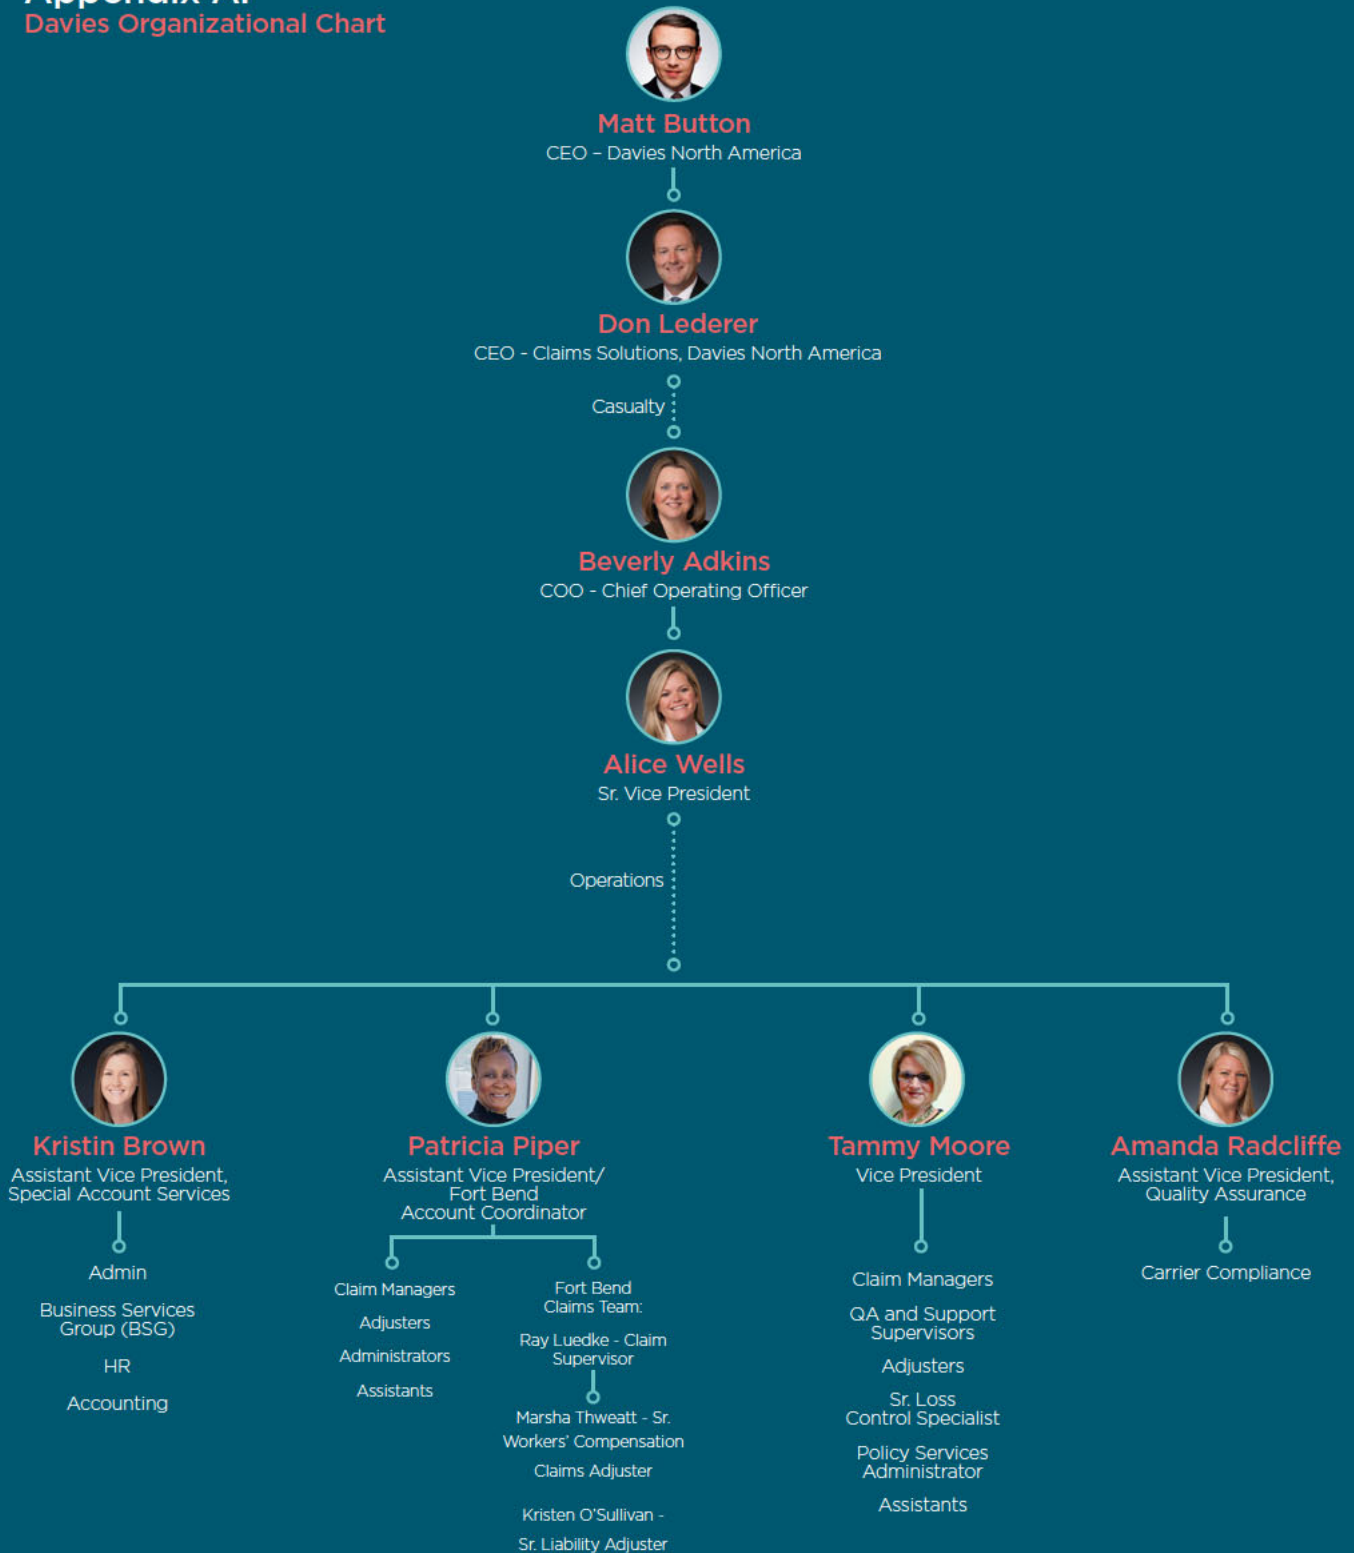 Appendix A:
Davies Organizational Chart
Matt Button
CEO – Davies North America
Don Lederer
CEO - Claims Solutions, Davies North America
Casualty
Beverly Adkins
COO - Chief Operating Officer
Alice Wells
Sr. Vice President
Operations
Kristin Brown
Assistant Vice President,
Special Account Services
Admin
Business Services
Group (BSG)
HR
Accounting
Patricia Piper
Assistant Vice President/
Fort Bend
Account Coordinator
Claim Managers
Adjusters
Administrators
Assistants
Fort Bend
Claims Team:
Ray Luedke - Claim
Supervisor
Marsha Thweatt - Sr.
Workers' Compensation
Claims Adjuster
Kristen O'Sullivan -
Sr. Liability Adjuster
Tammy Moore
Vice President
Claim Managers
QA and Support
Supervisors
Adjusters
Sr. Loss
Control Specialist
Policy Services
Administrator
Assistants
Amanda Radcliffe
Assistant Vice President,
Quality Assurance
Carrier Compliance